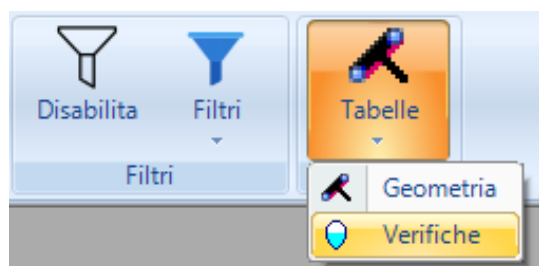 Disabilita
Filtri
Tabelle
Filtri
Geometria
Verifiche